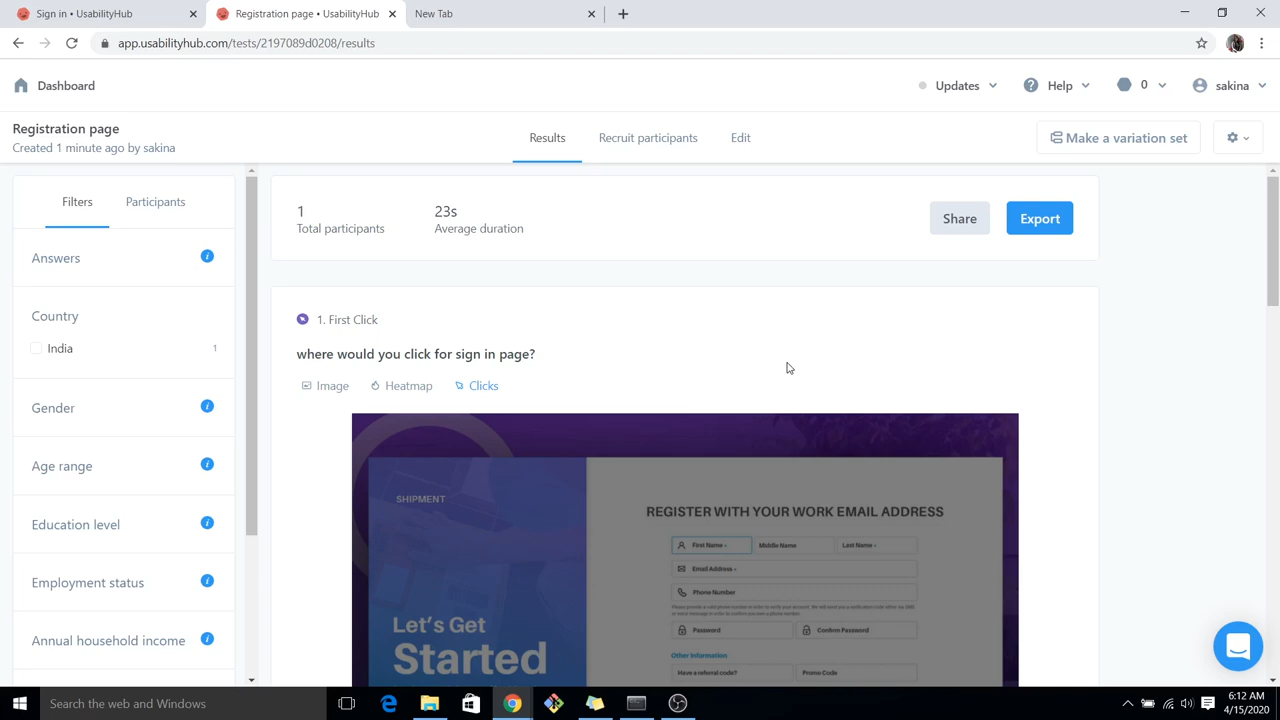 Sign in • UsabilityHub
Registration page • UsabilityHub
New Tab
app.usabilityhub.com/tests/2197089d0208/results
Dashboard
Updates
Help
0
sakina
Registration page
Created 1 minute ago by sakina
Results
Recruit participants
Edit
Make a variation set
Filters
Participants
Answers
Country
India
1
Gender
Age range
Education level
Employment status
Annual household income
1
Total participants
23s
Average duration
Share
Export
1. First Click
where would you click for sign in page?
Image
Heatmap
Clicks
SHIPMENT
Let's Get
Started
REGISTER WITH YOUR WORK EMAIL ADDRESS
First Name *
Middle Name
Last Name *
Email Address *
Phone Number
Password
Confirm Password
Other Information
Have a referral code?
Promo Code
Search the web and Windows
6:12 AM
4/15/2020